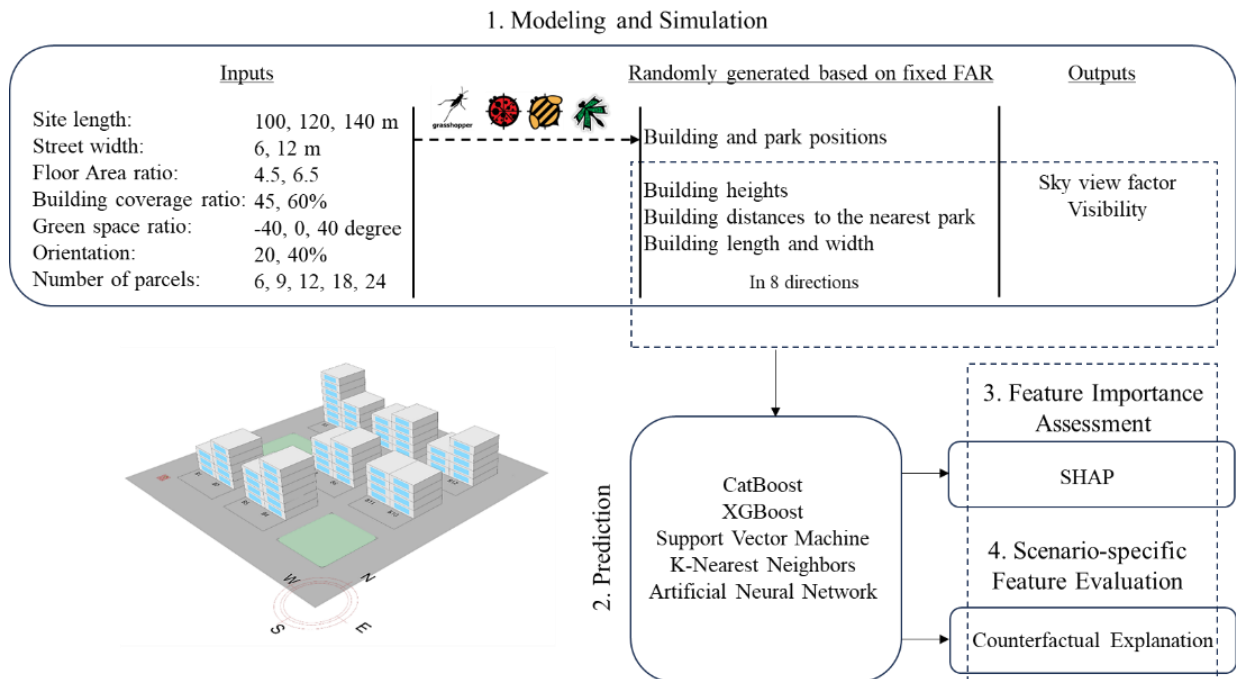 1. Modeling and Simulation
Inputs
Site length: 100, 120, 140 m
Street width: 6, 12 m
Floor Area ratio: 4.5, 6.5
Building coverage ratio: 45, 60%
Green space ratio: -40, 0, 40 degree
Orientation: 20, 40%
Number of parcels: 6, 9, 12, 18, 24
grasshopper
Randomly generated based on fixed FAR
Building and park positions
Building heights
Building distances to the nearest park
Building length and width
In 8 directions
Outputs
Sky view factor
Visibility
W
N
S
E
2. Prediction
CatBoost
XGBoost
Support Vector Machine
K-Nearest Neighbors
Artificial Neural Network
3. Feature Importance
Assessment
SHAP
4. Scenario-specific
Feature Evaluation
Counterfactual Explanation